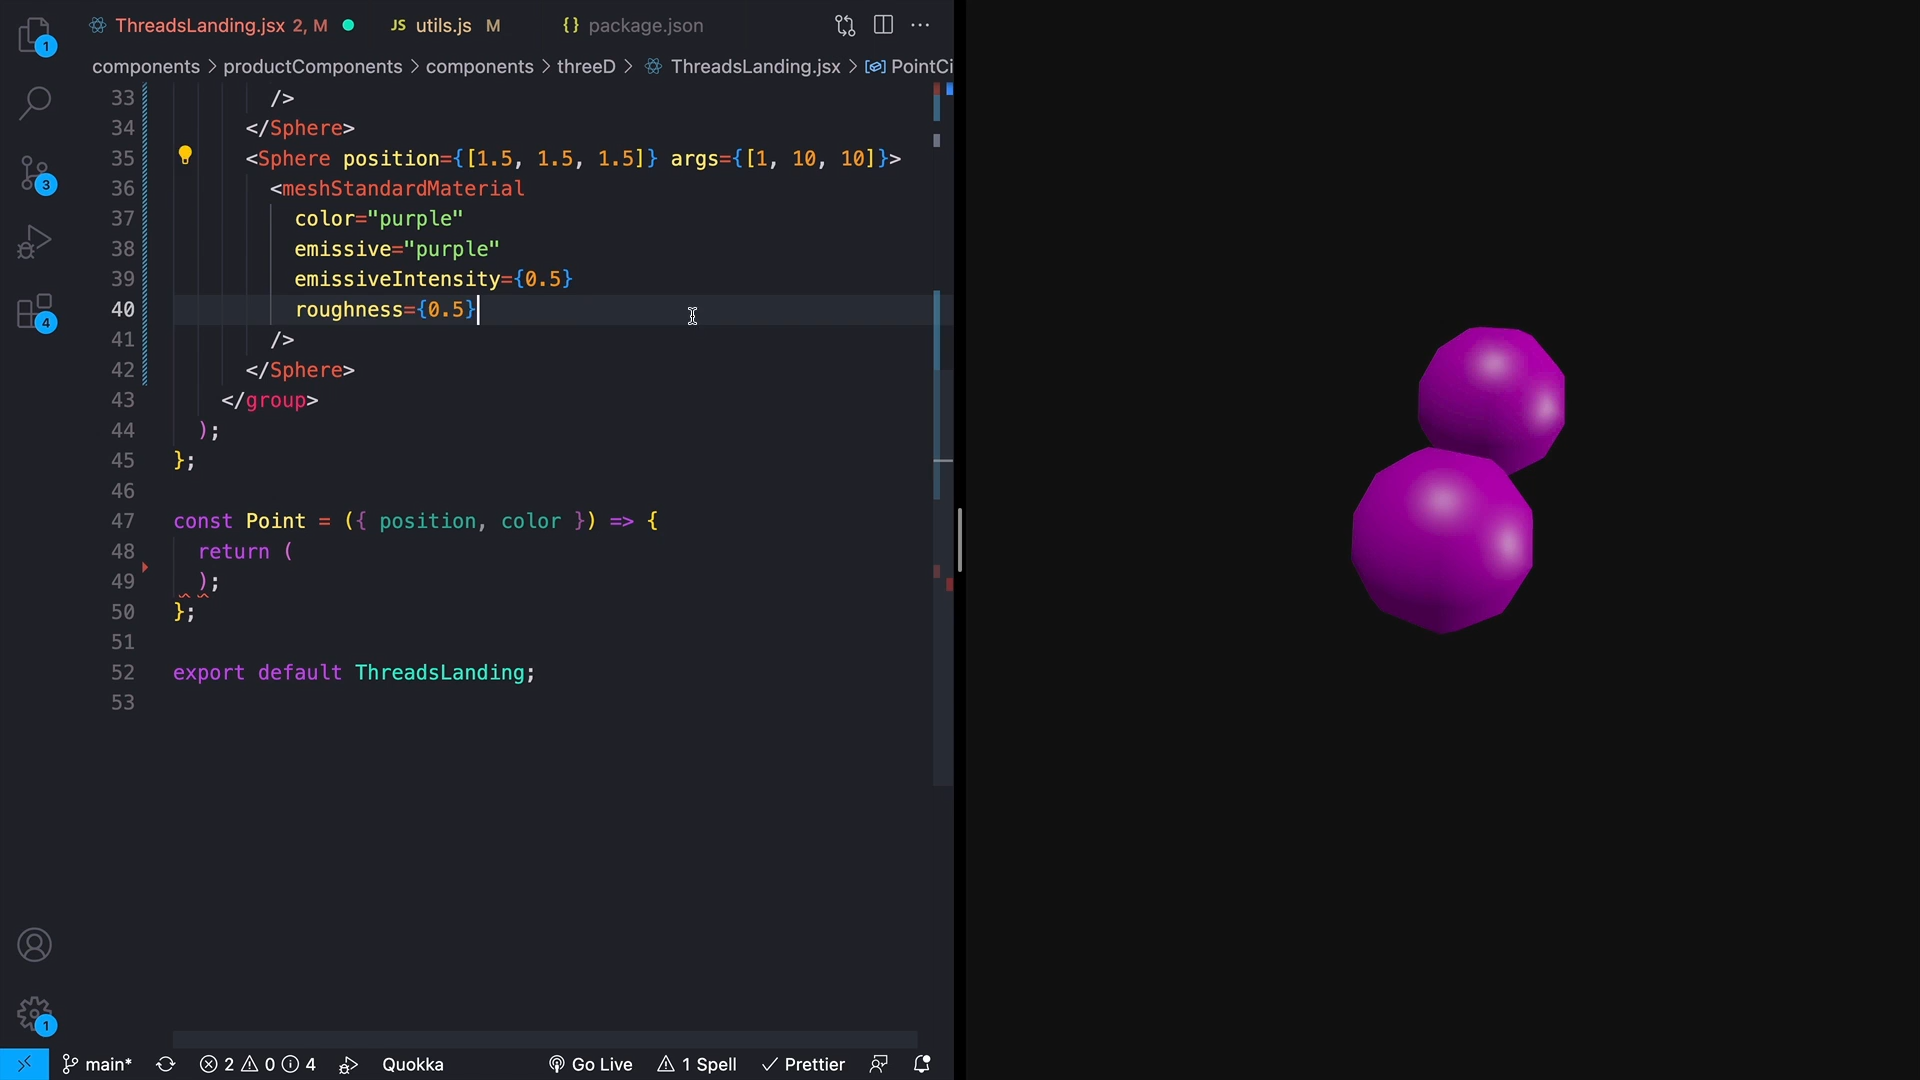 ThreadsLanding.jsx 2, M
JS utils.js M
{} package.json
components > productComponents > components > threeD > ThreadsLanding.jsx > PointCi
33 />
34 </Sphere>
35 <Sphere position={[1.5, 1.5, 1.5]} args={[1, 10, 10]}>
36 <meshStandardMaterial
37 color="purple"
38 emissive="purple"
39 emissiveIntensity={0.5}
40 roughness={0.5}
41 />
42 </Sphere>
43 </group>
44 );
45 };
46
47 const Point = ({ position, color }) => {
48 return (
49 );
50 };
51
52 export default ThreadsLanding;
53
1
3
4
1
main* 2 0 4 Quokka Go Live 1 Spell Prettier